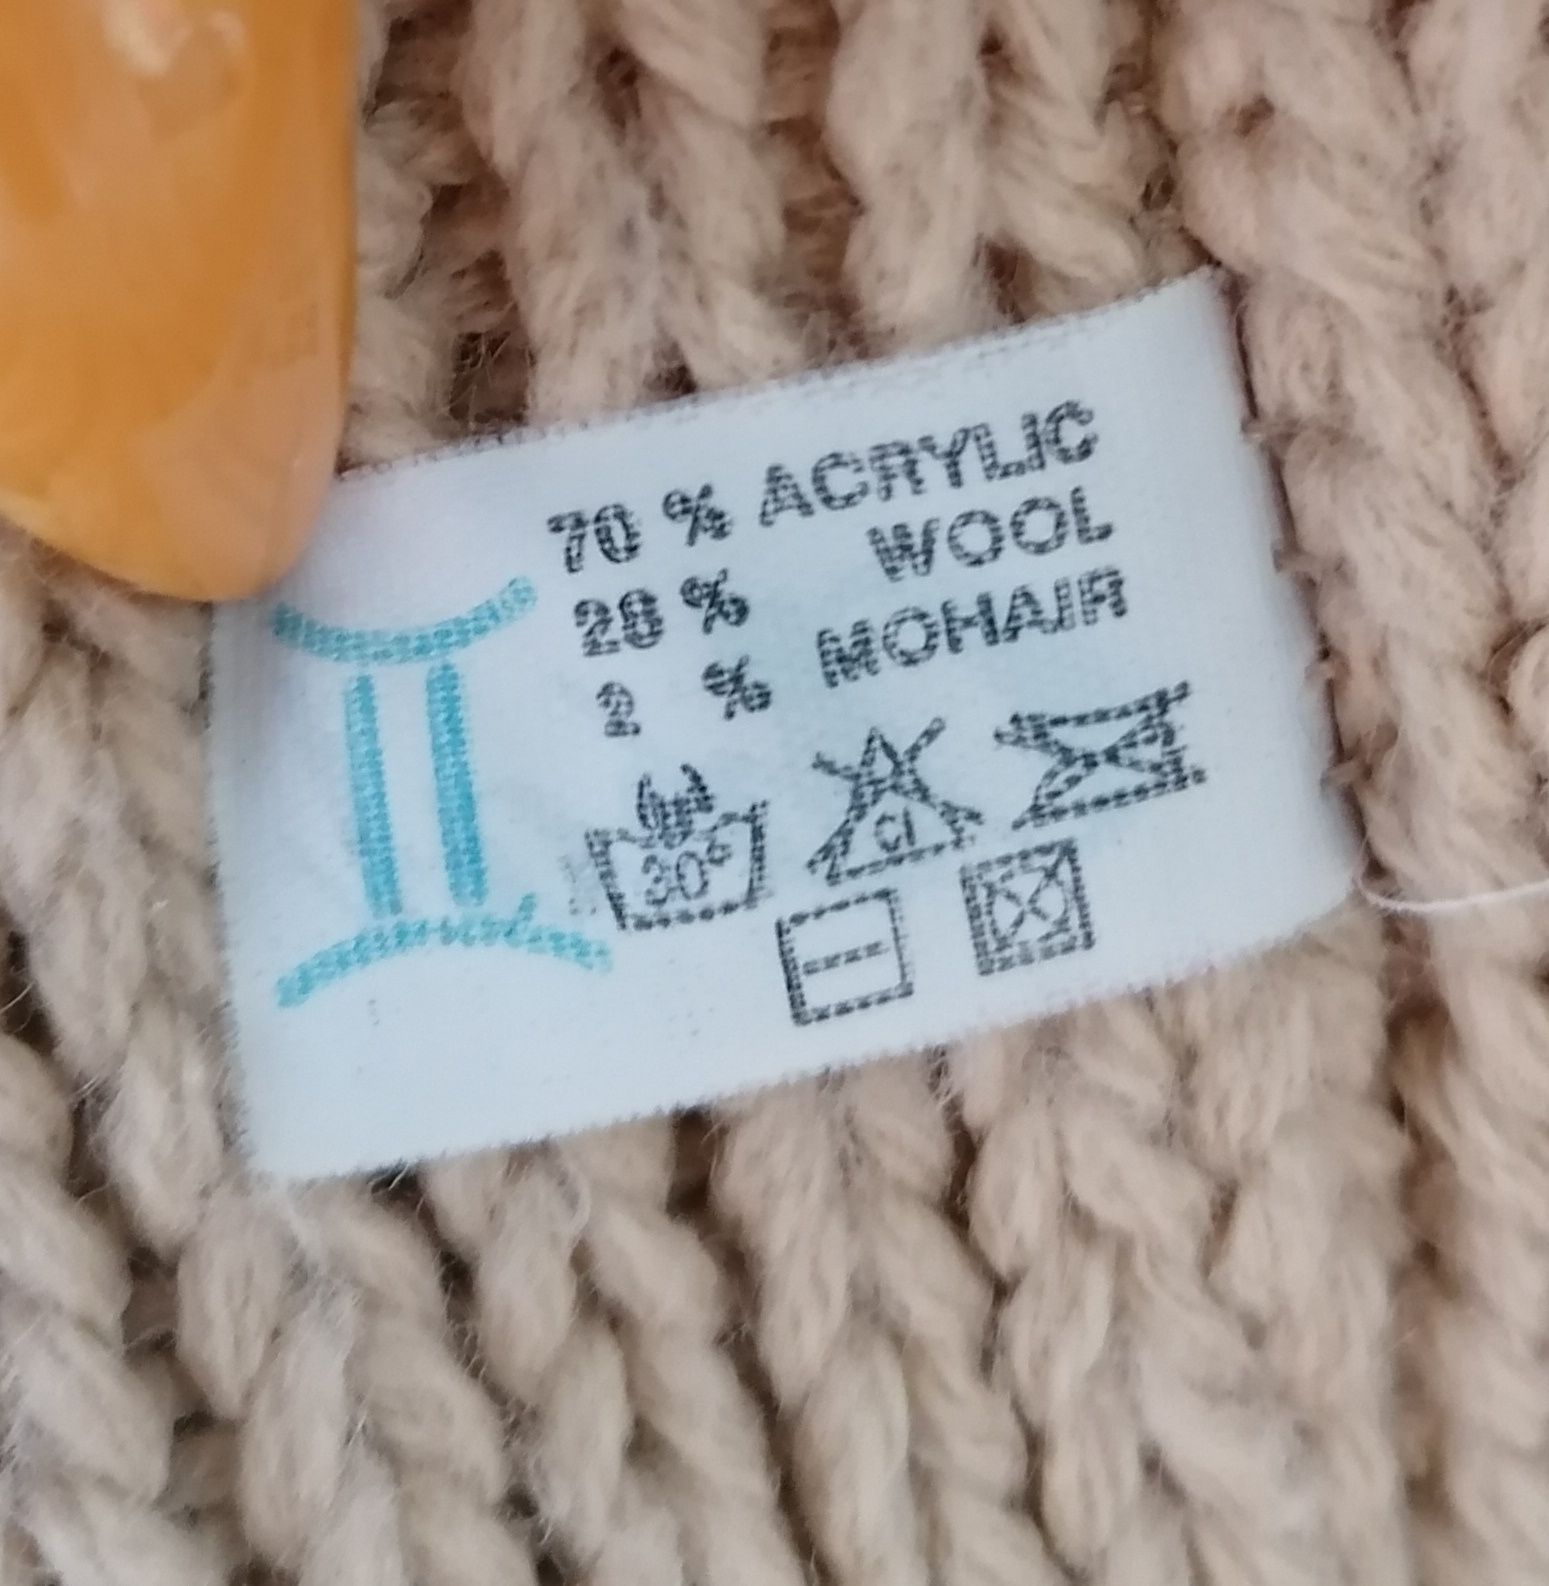 70 % ACRYLIC
28 % WOOL
2 % MOHAIR
30°
Cl